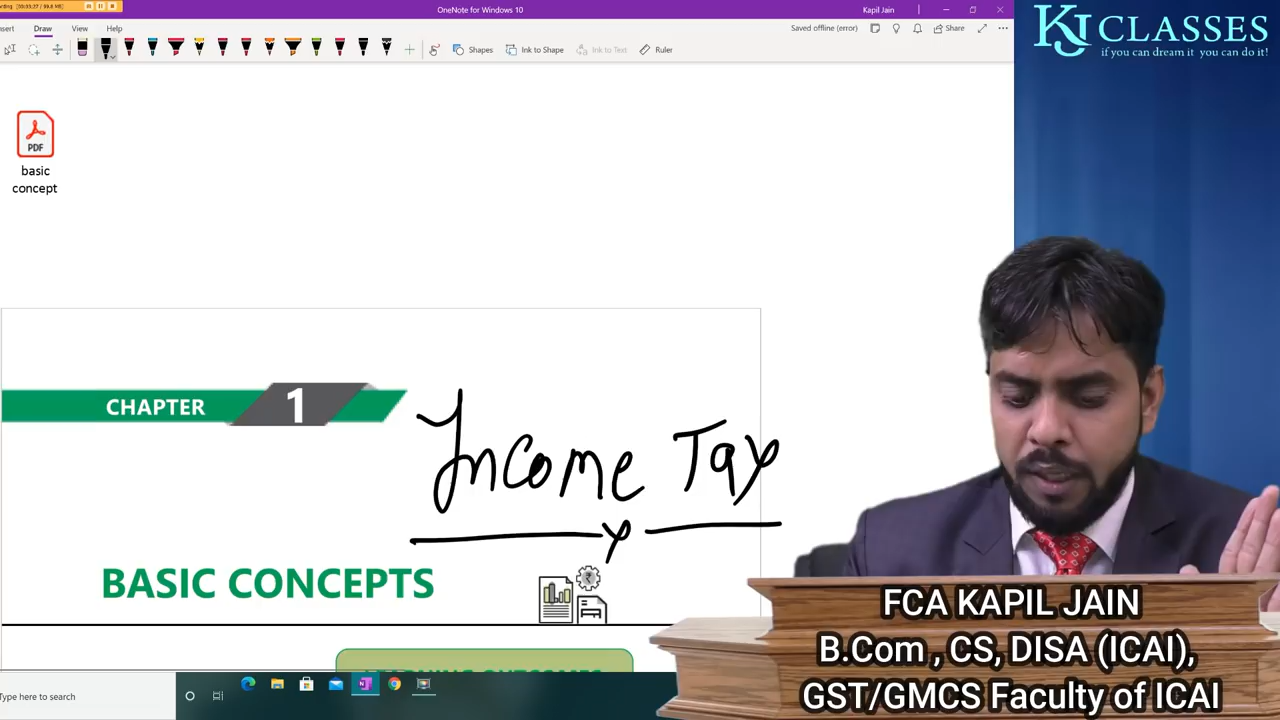 OneNote for Windows 10
Kapil Jain
Draw
View
Help
Saved offline (error)
Share
Shapes
Ink to Shape
Ink to Text
Ruler
KJ CLASSES
if you can dream it you can do it!
PDF
basic
concept
CHAPTER 1
Income Tax
BASIC CONCEPTS
FCA KAPIL JAIN
B.Com , CS, DISA (ICAI),
GST/GMCS Faculty of ICAI
Type here to search